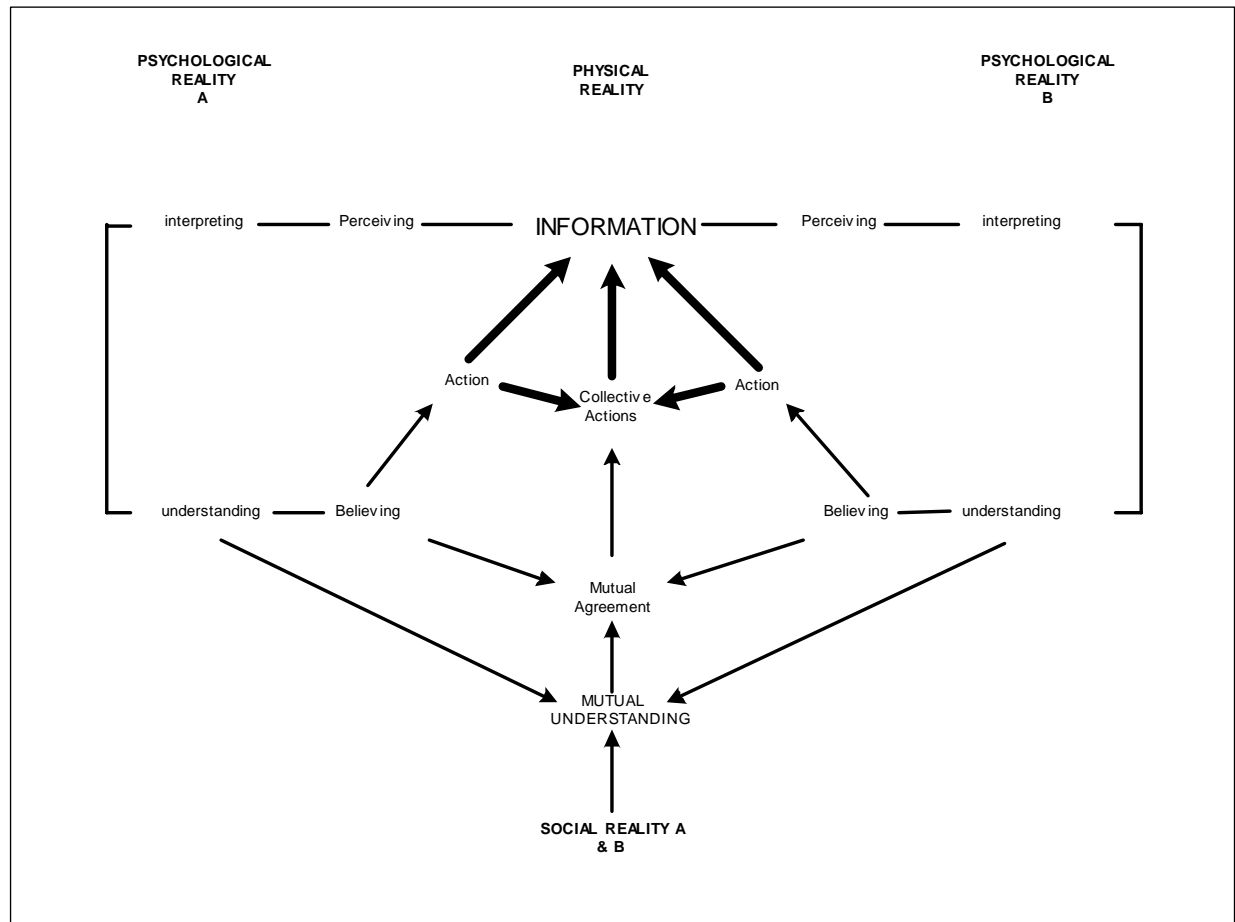 PSYCHOLOGICAL
REALITY
A
PHYSICAL
REALITY
PSYCHOLOGICAL
REALITY
B
interpreting
Perceiving
INFORMATION
Perceiving
interpreting
Action
Collective
Actions
Action
understanding
Believing
Believing
understanding
Mutual
Agreement
MUTUAL
UNDERSTANDING
SOCIAL REALITY A
& B